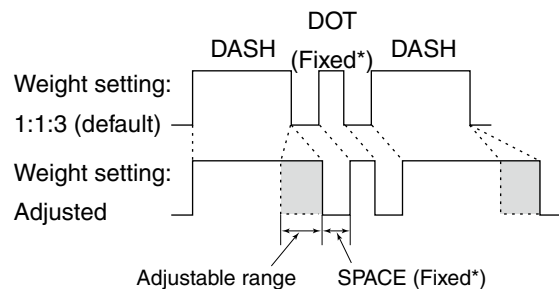 DOT
DASH (Fixed*) DASH
Weight setting:
1:1:3 (default)
Weight setting:
Adjusted
Adjustable range SPACE (Fixed*)